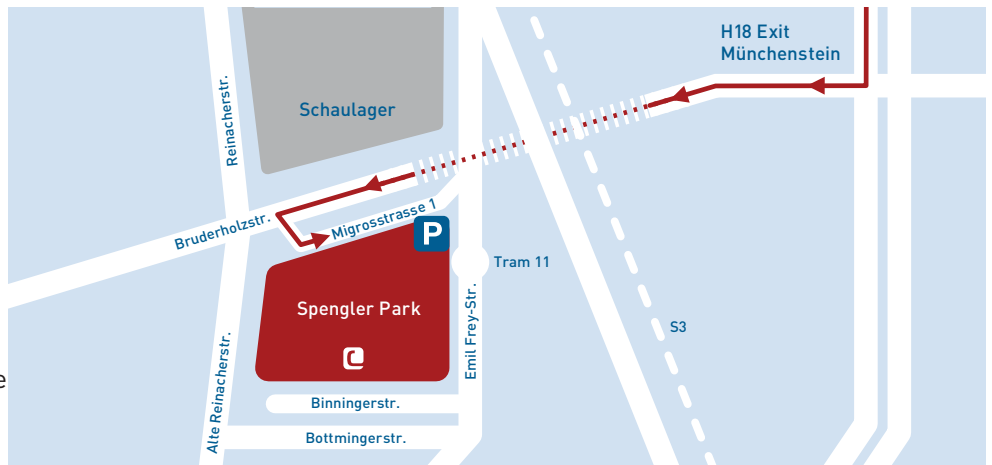 H18 Exit
Münchenstein
Schaulager
Reinacherstr.
Migrosstrasse 1
Bruderholzstr.
P
Tram 11
Spengler Park
S3
Emil Frey-Str.
Alte Reinacherstr.
e
Binningerstr.
Bottmingerstr.